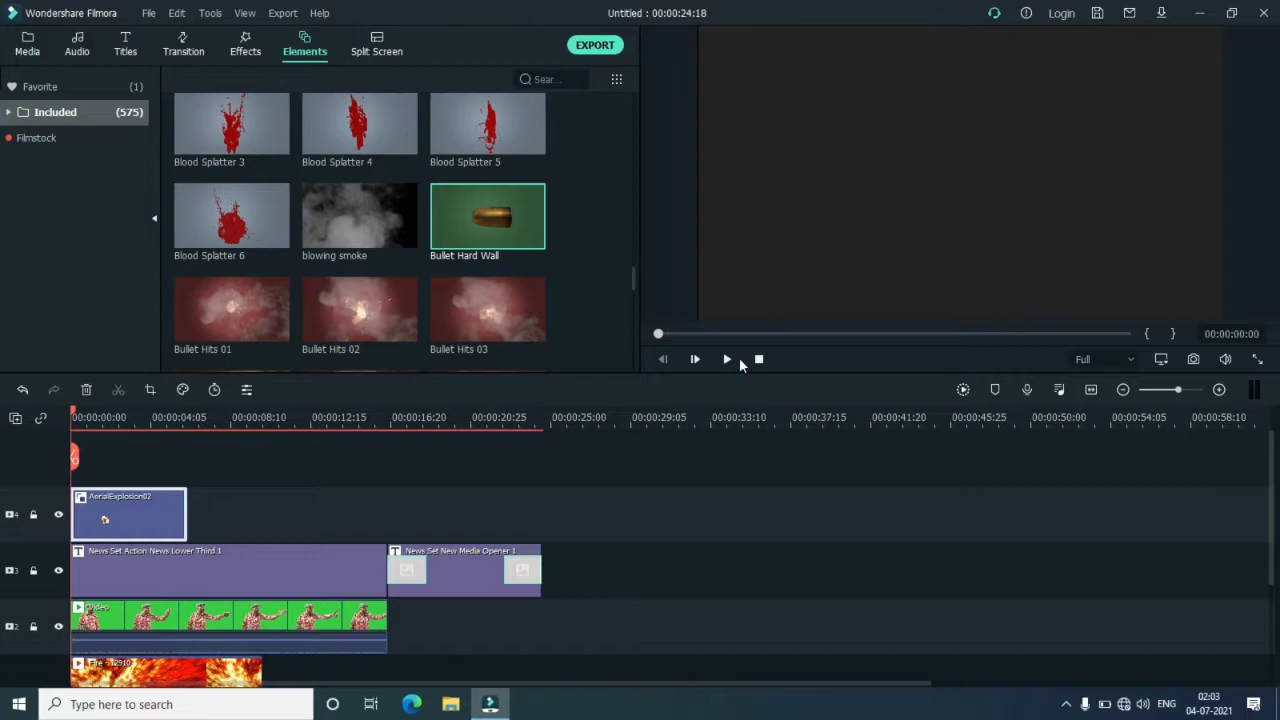 Wondershare Filmora File Edit Tools View Export Help Untitled : 00:00:24:18 Login
Media Audio Titles Transition Effects Elements Split Screen EXPORT
Favorite (1)
Sear...
Included (575)
Filmstock
Blood Splatter 3 Blood Splatter 4 Blood Splatter 5
Blood Splatter 6 blowing smoke Bullet Hard Wall
Bullet Hits 01 Bullet Hits 02 Bullet Hits 03
00:00:00:00
Full
00:00:00:00 00:00:04:05 00:00:08:10 00:00:12:15 00:00:16:20 00:00:20:25 00:00:25:00 00:00:29:05 00:00:33:10 00:00:37:15 00:00:41:20 00:00:45:25 00:00:50:00 00:00:54:05 00:00:58:10
AerialExplosion02
4
News Set Action News Lower Third 1 News Set New Media Opener 1
3
Video
2
Fire - 12910
Type here to search
ENG
02:03
04-07-2021